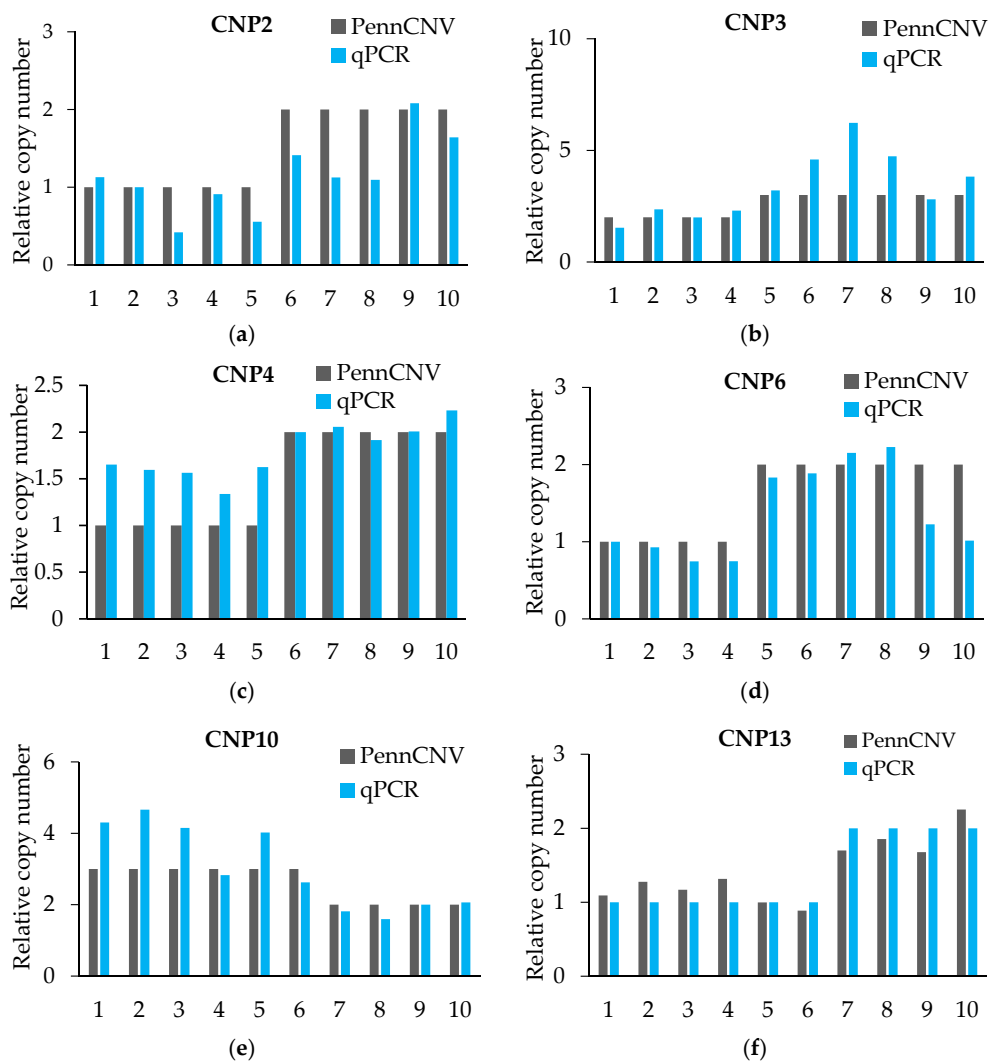 CNP2
PennCNV
qPCR
Relative copy number
3
2
1
0
1 2 3 4 5 6 7 8 9 10
(a)
CNP3
PennCNV
qPCR
Relative copy number
10
5
0
1 2 3 4 5 6 7 8 9 10
(b)
CNP4
PennCNV
qPCR
Relative copy number
2.5
2
1.5
1
0.5
0
1 2 3 4 5 6 7 8 9 10
(c)
CNP6
PennCNV
qPCR
Relative copy number
3
2
1
0
1 2 3 4 5 6 7 8 9 10
(d)
CNP10
PennCNV
qPCR
Relative copy number
6
4
2
0
1 2 3 4 5 6 7 8 9 10
(e)
CNP13
PennCNV
qPCR
Relative copy number
3
2
1
0
1 2 3 4 5 6 7 8 9 10
(f)